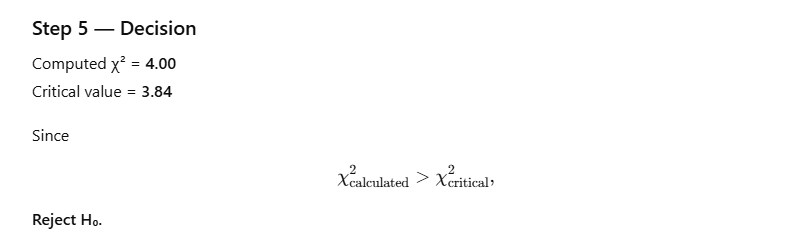 Step 5 — Decision
Computed χ² = 4.00
Critical value = 3.84
Since
χ²calculated > χ²critical,
Reject H₀.